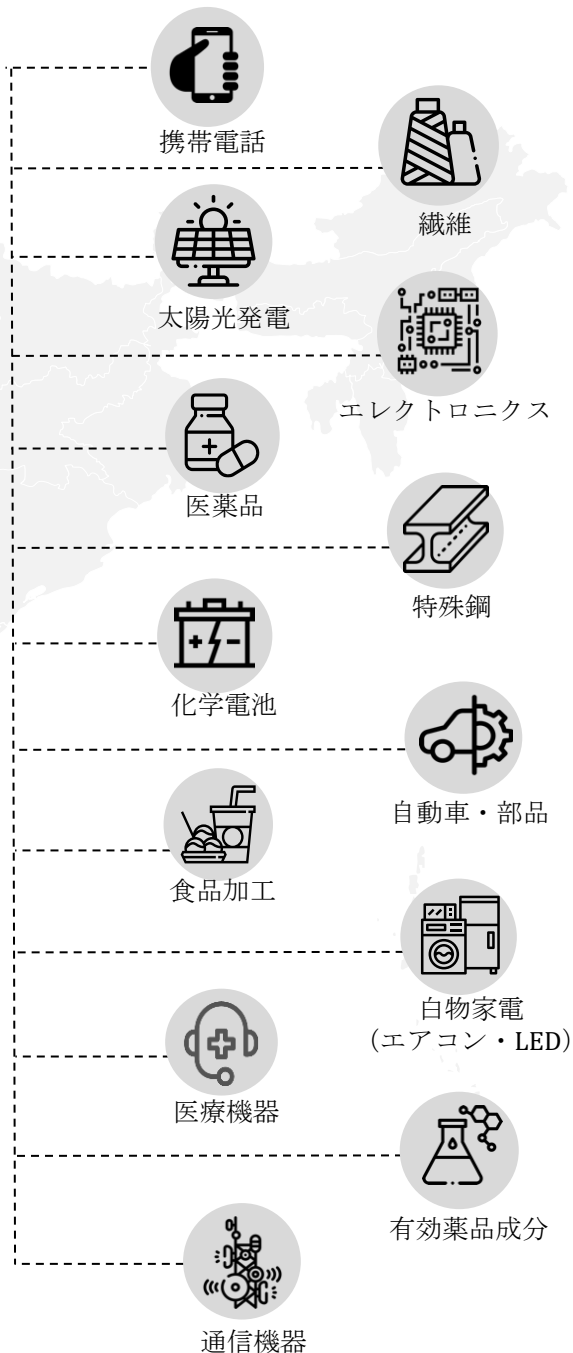 携帯電話
繊維
太陽光発電
エレクトロニクス
医薬品
特殊鋼
化学電池
自動車・部品
食品加工
白物家電
（エアコン・LED）
医療機器
有効薬品成分
通信機器